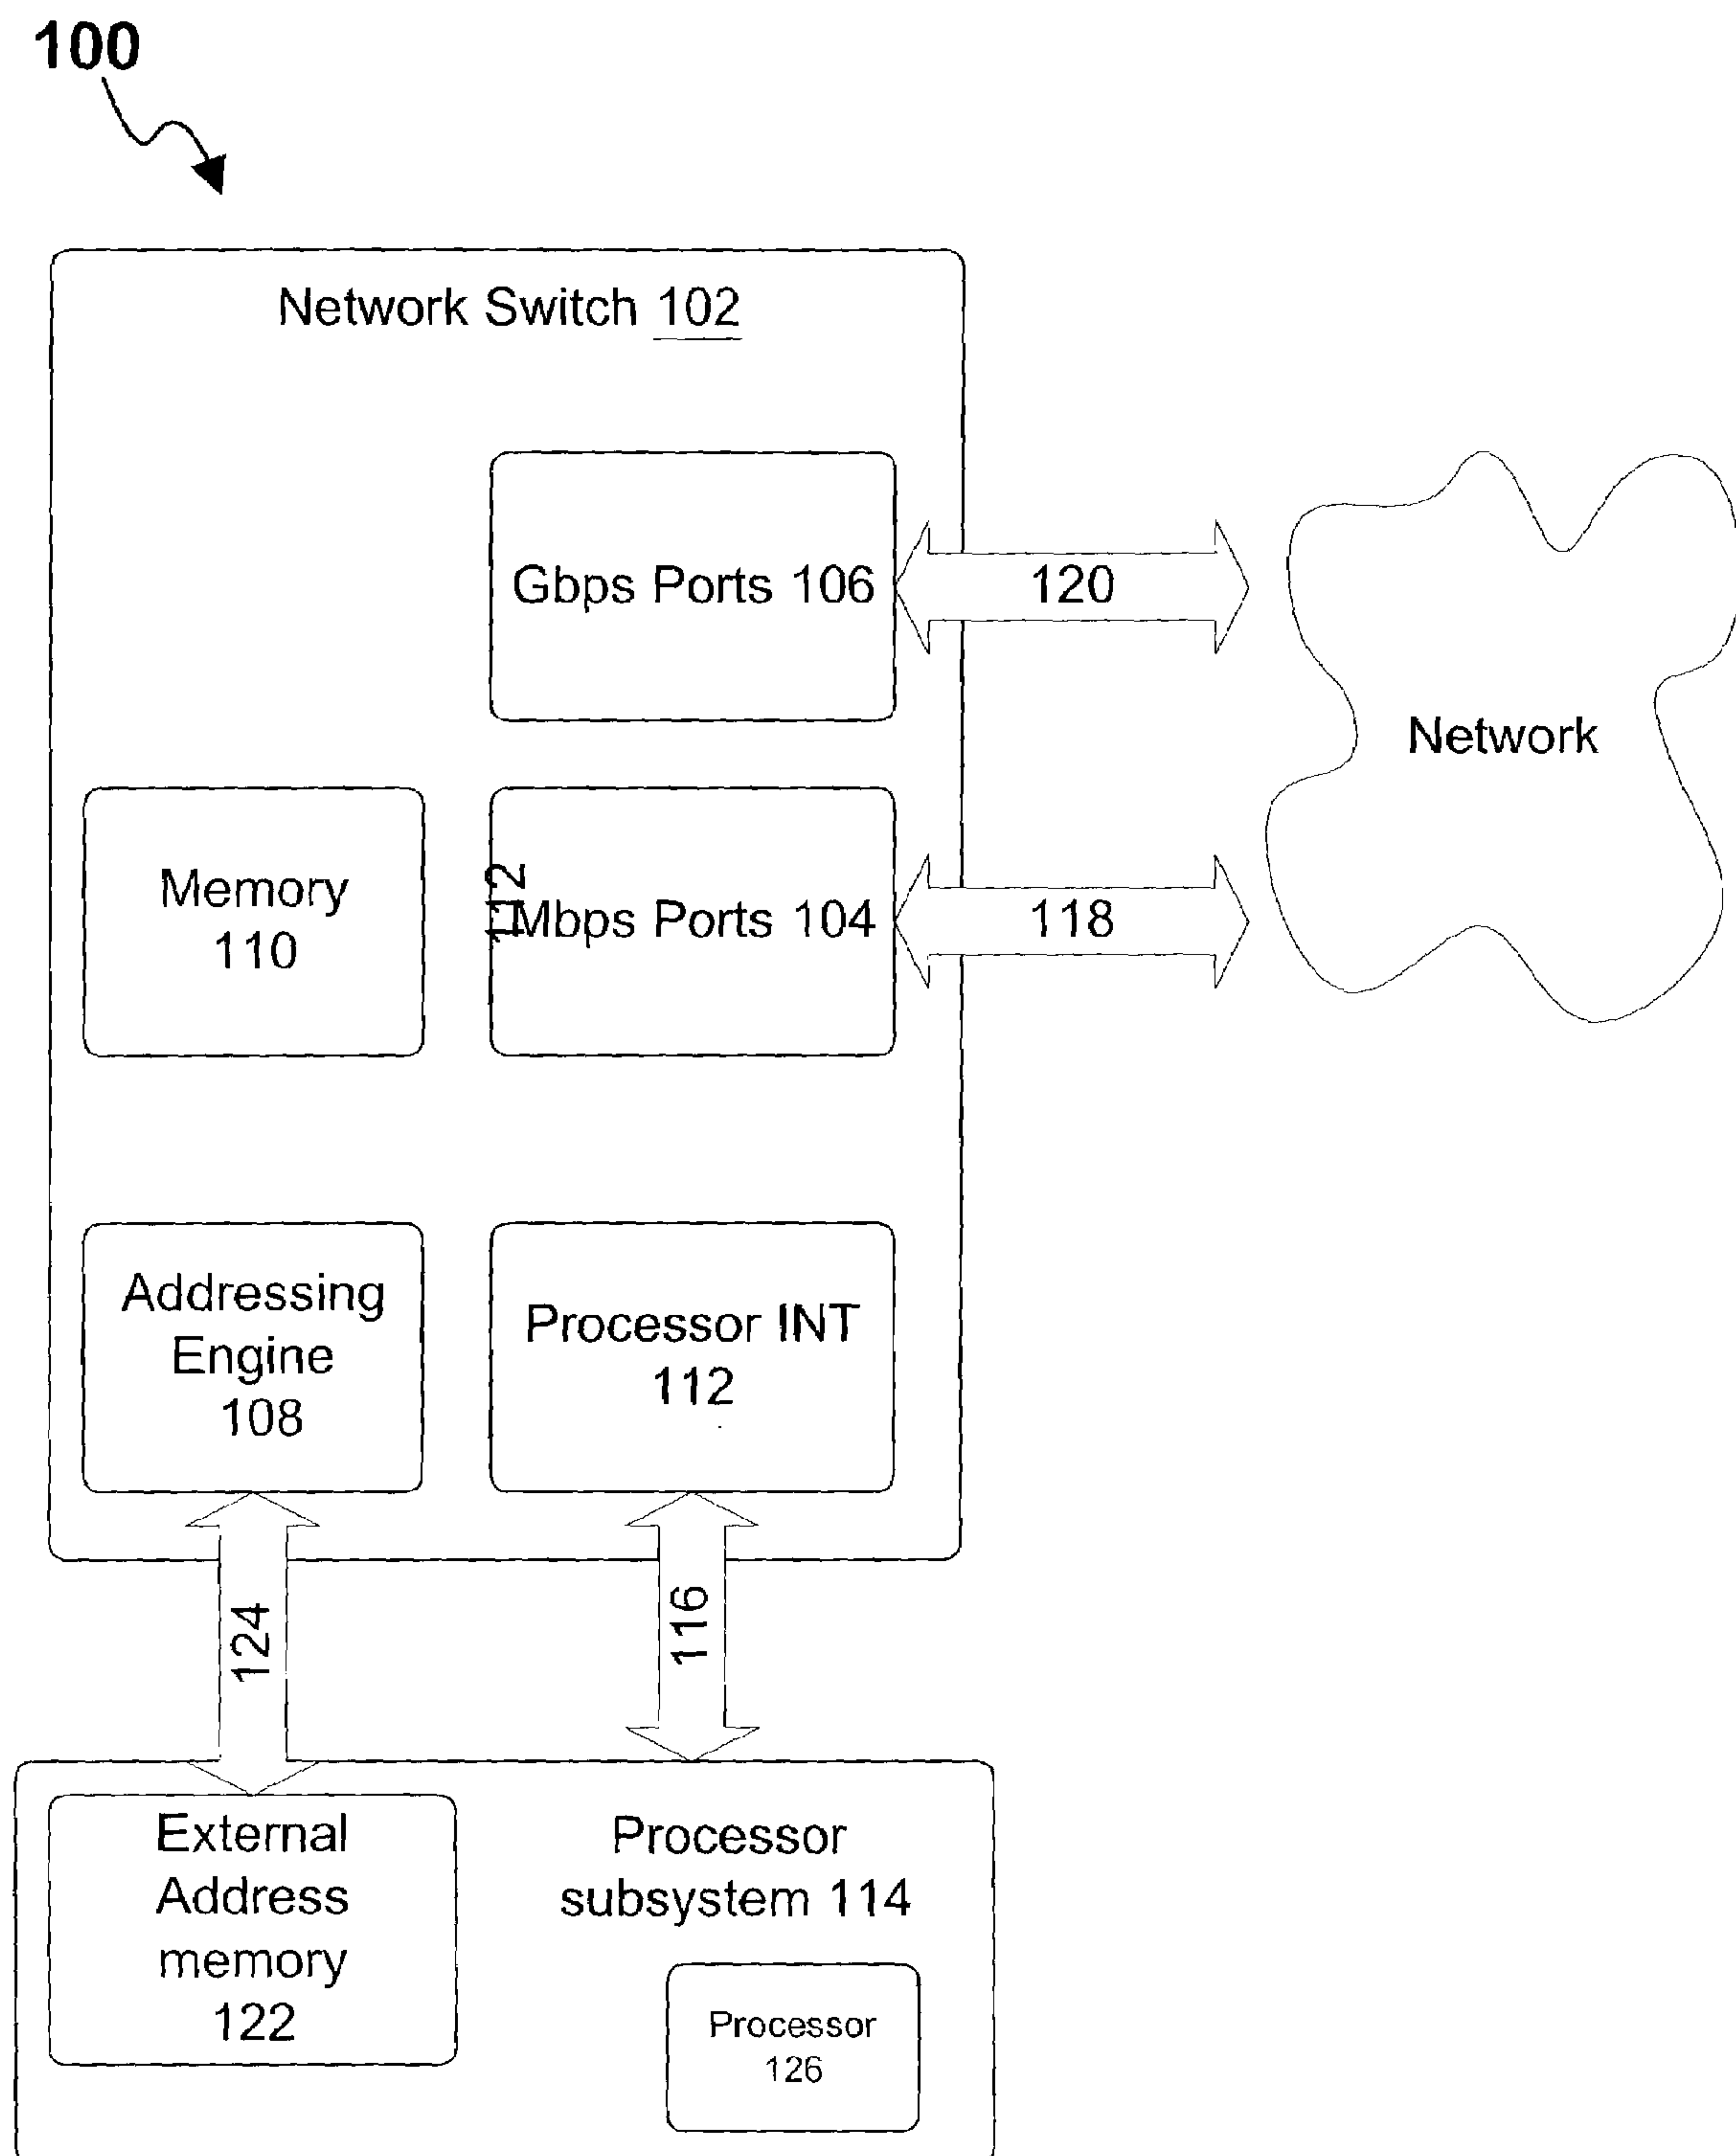 100
Network Switch 102
Gbps Ports 106
120
Network
Memory
110
112
Mbps Ports 104
118
Addressing
Engine
108
Processor INT
112
124
116
External
Address
memory
122
Processor
subsystem 114
Processor
126